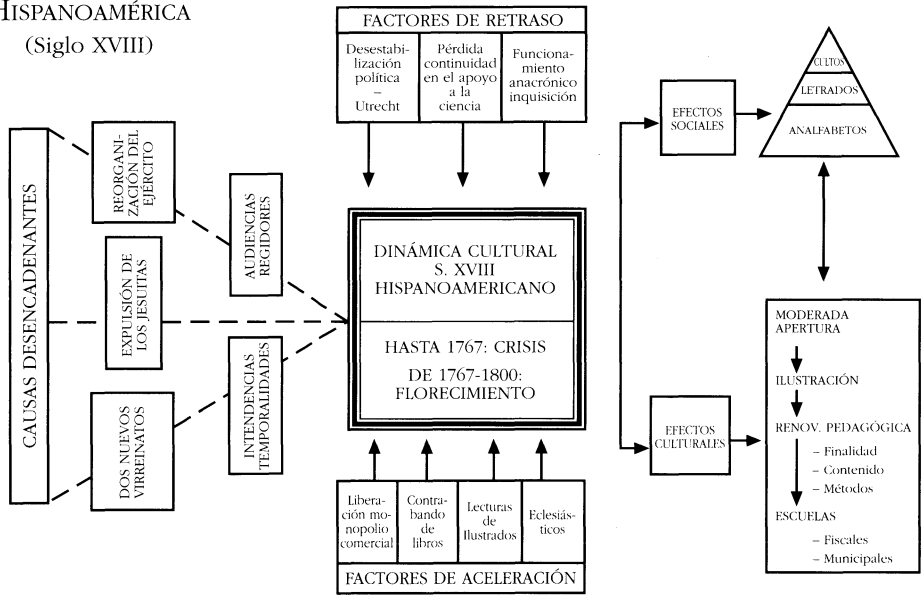 HISPANOAMÉRICA
(Siglo XVIII)
CAUSAS DESENCADENANTES
REORGANI-
ZACIÓN DEL
EJÉRCITO
EXPULSIÓN DE
LOS JESUITAS
DOS NUEVOS
VIRREINATOS
AUDIENCIAS
REGIDORES
INTENDENCIAS
TEMPORALIDADES
FACTORES DE RETRASO
Desestabi-
lización
política
–
Utrecht
Pérdida
continuidad
en el apoyo
a la
ciencia
Funciona-
miento
anacrónico
inquisición
DINÁMICA CULTURAL
S. XVIII
HISPANOAMERICANO
HASTA 1767: CRISIS
DE 1767-1800:
FLORECIMIENTO
Libera-
ción mo-
nopolio
comercial
Contra-
bando
de
libros
Lecturas
de
Ilustrados
Eclesiás-
ticos
FACTORES DE ACELERACIÓN
EFECTOS
SOCIALES
CULTOS
LETRADOS
ANALFABETOS
EFECTOS
CULTURALES
MODERADA
APERTURA
ILUSTRACIÓN
RENOV. PEDAGÓGICA
– Finalidad
– Contenido
– Métodos
ESCUELAS
– Fiscales
– Municipales